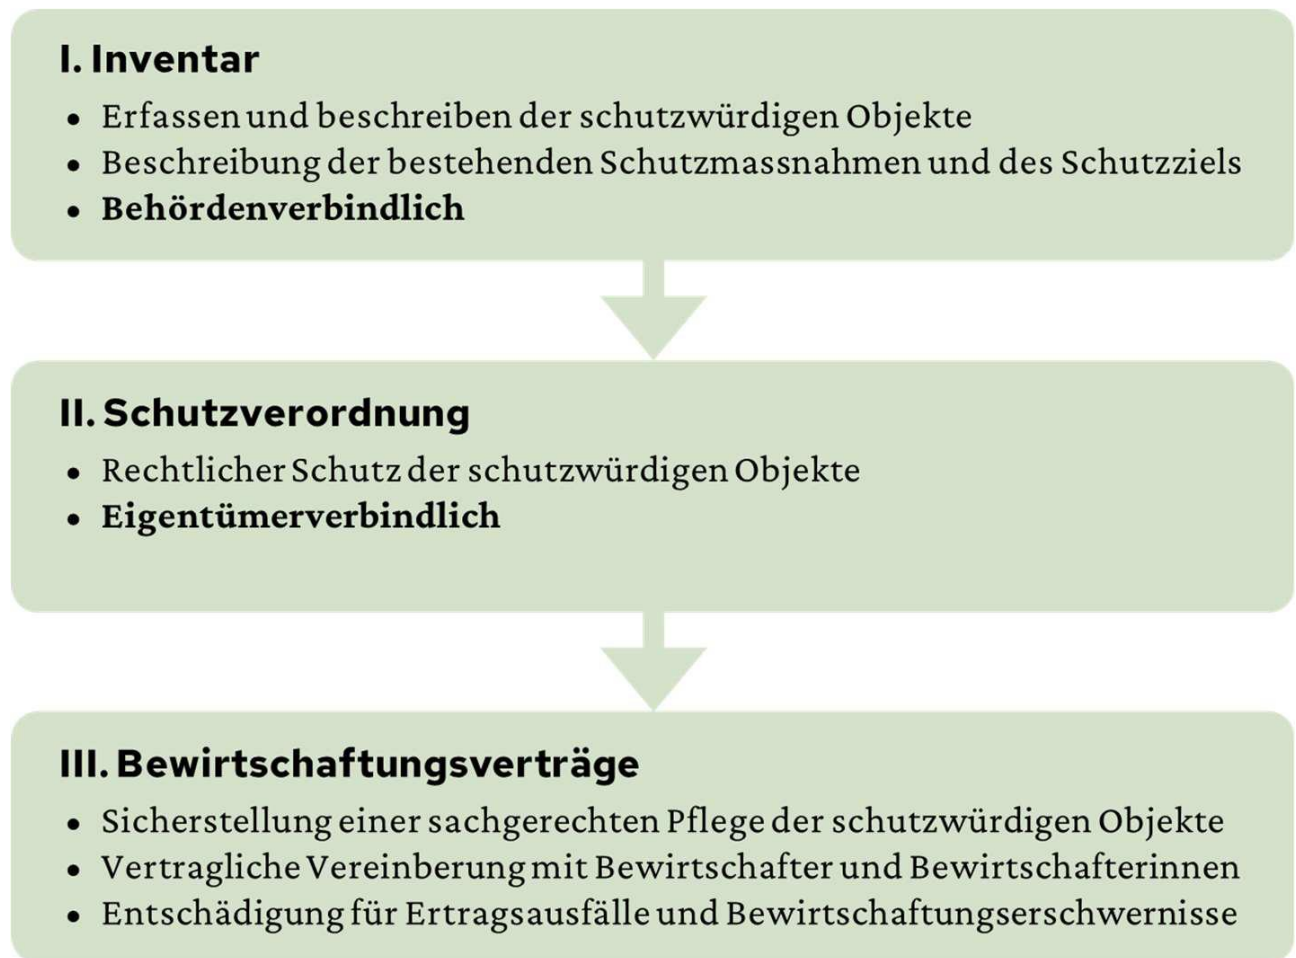 I. Inventar
• Erfassen und beschreiben der schutzwürdigen Objekte
• Beschreibung der bestehenden Schutzmassnahmen und des Schutzziels
• Behördenverbindlich
II. Schutzverordnung
• Rechtlicher Schutz der schutzwürdigen Objekte
• Eigentümerverbindlich
III. Bewirtschaftungsverträge
• Sicherstellung einer sachgerechten Pflege der schutzwürdigen Objekte
• Vertragliche Vereinberung mit Bewirtschafter und Bewirtschafterinnen
• Entschädigung für Ertragsausfälle und Bewirtschaftungserschwernisse